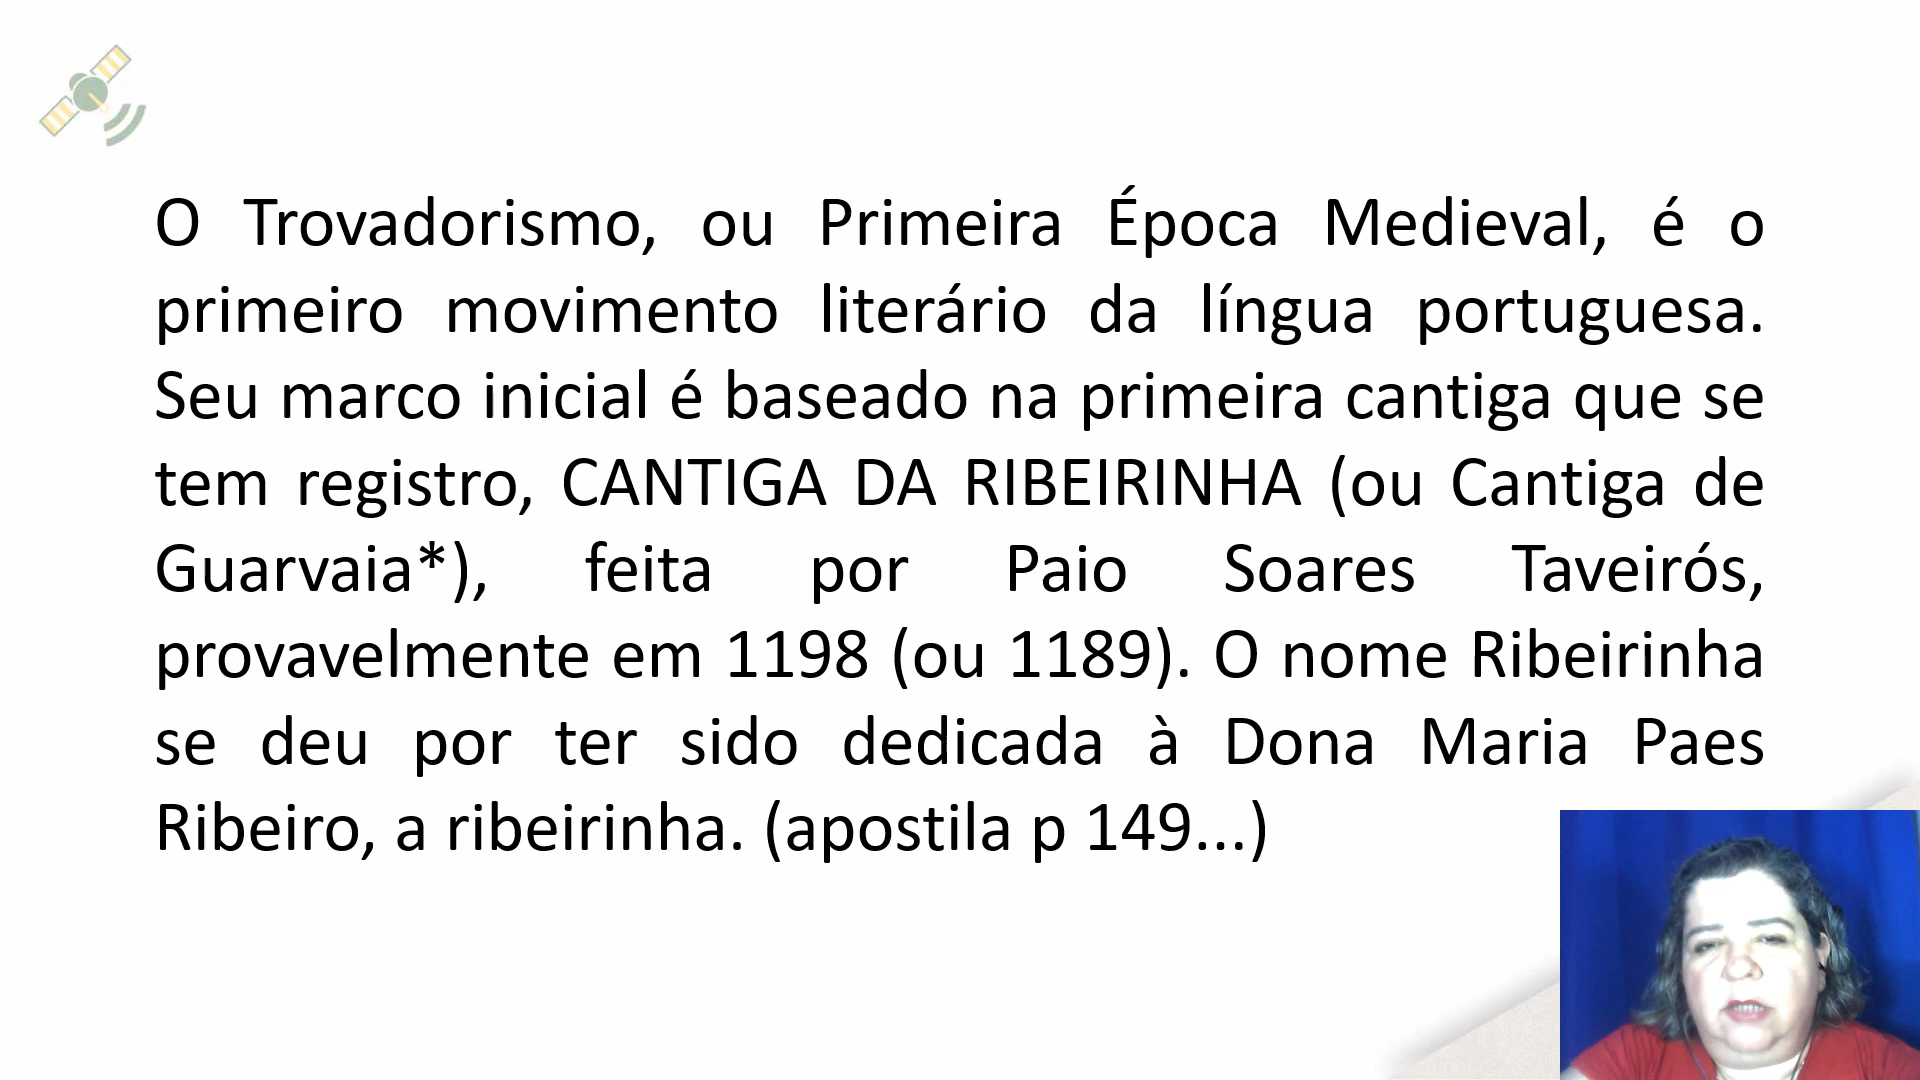 O Trovadorismo, ou Primeira Época Medieval, é o
primeiro movimento literário da língua portuguesa.
Seu marco inicial é baseado na primeira cantiga que se
tem registro, CANTIGA DA RIBEIRINHA (ou Cantiga de
Guarvaia*), feita por Paio Soares Taveirós,
provavelmente em 1198 (ou 1189). O nome Ribeirinha
se deu por ter sido dedicada à Dona Maria Paes
Ribeiro, a ribeirinha. (apostila p 149...)